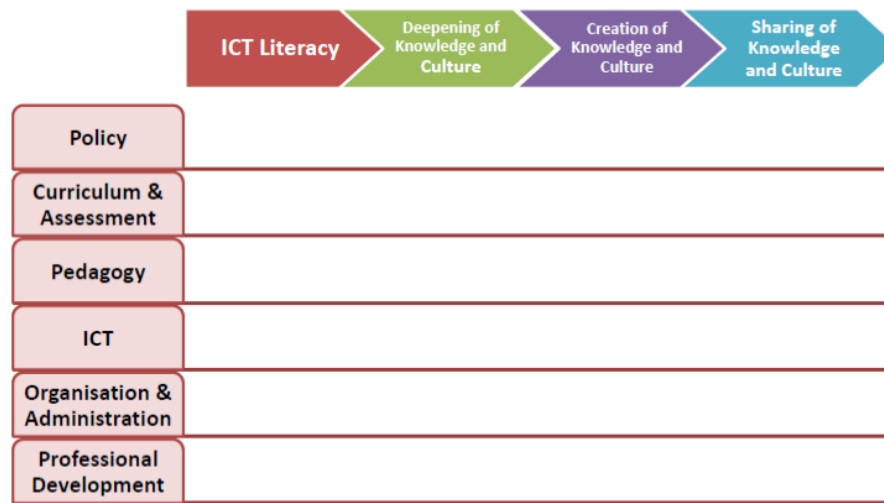 ICT Literacy
Deepening of
Knowledge and
Culture
Creation of
Knowledge and
Culture
Sharing of
Knowledge
and Culture
Policy
Curriculum &
Assessment
Pedagogy
ICT
Organisation &
Administration
Professional
Development